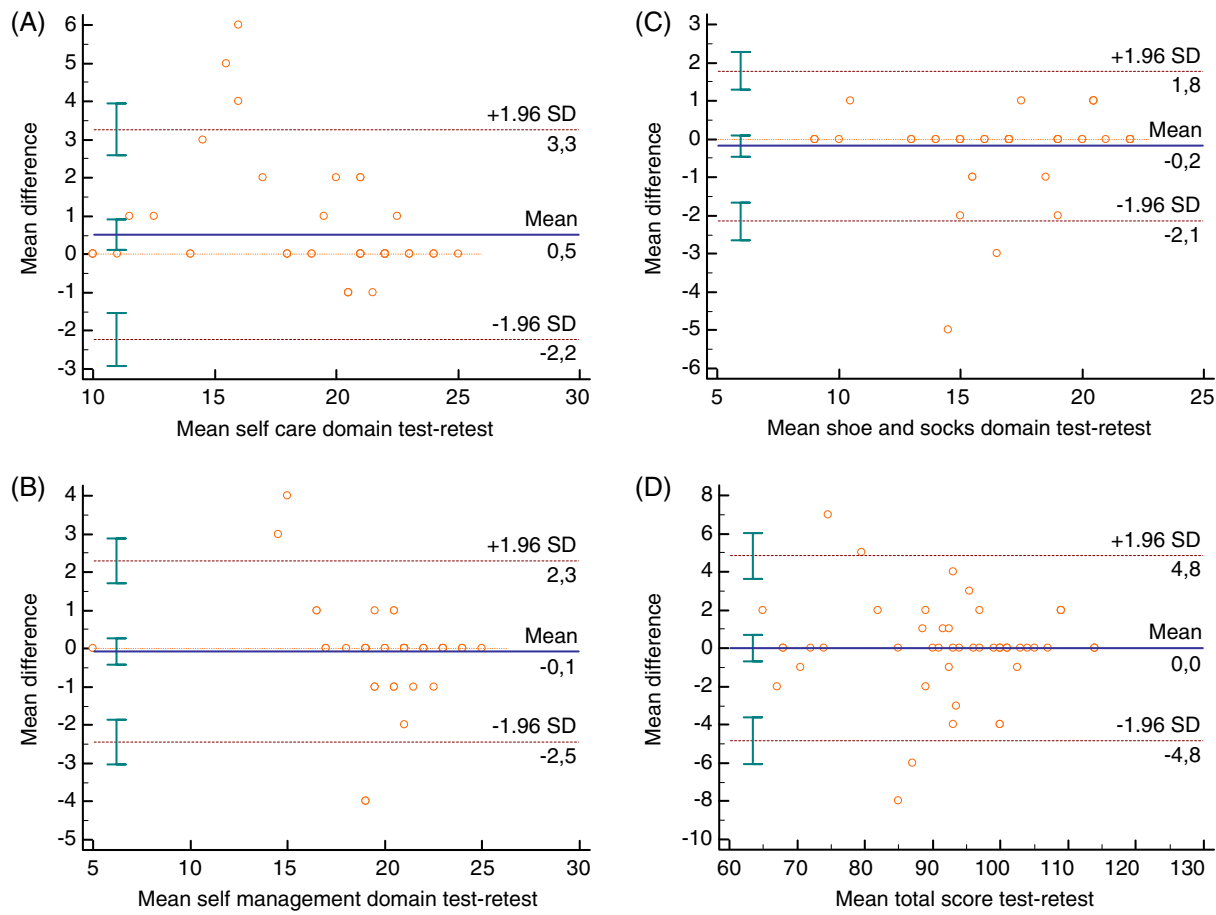 (A)
6
5
4
3
2
1
0
-1
-2
-3
Mean difference
+1.96 SD
3,3
Mean
0,5
-1.96 SD
-2,2
10 15 20 25 30
Mean self care domain test-retest
(C)
3
2
1
0
-1
-2
-3
-4
-5
-6
Mean difference
+1.96 SD
1,8
Mean
-0,2
-1.96 SD
-2,1
5 10 15 20 25
Mean shoe and socks domain test-retest
(B)
4
3
2
1
0
-1
-2
-3
-4
-5
Mean difference
+1.96 SD
2,3
Mean
-0,1
-1.96 SD
-2,5
5 10 15 20 25 30
Mean self management domain test-retest
(D)
8
6
4
2
0
-2
-4
-6
-8
-10
Mean difference
+1.96 SD
4,8
Mean
0,0
-1.96 SD
-4,8
60 70 80 90 100 110 120 130
Mean total score test-retest